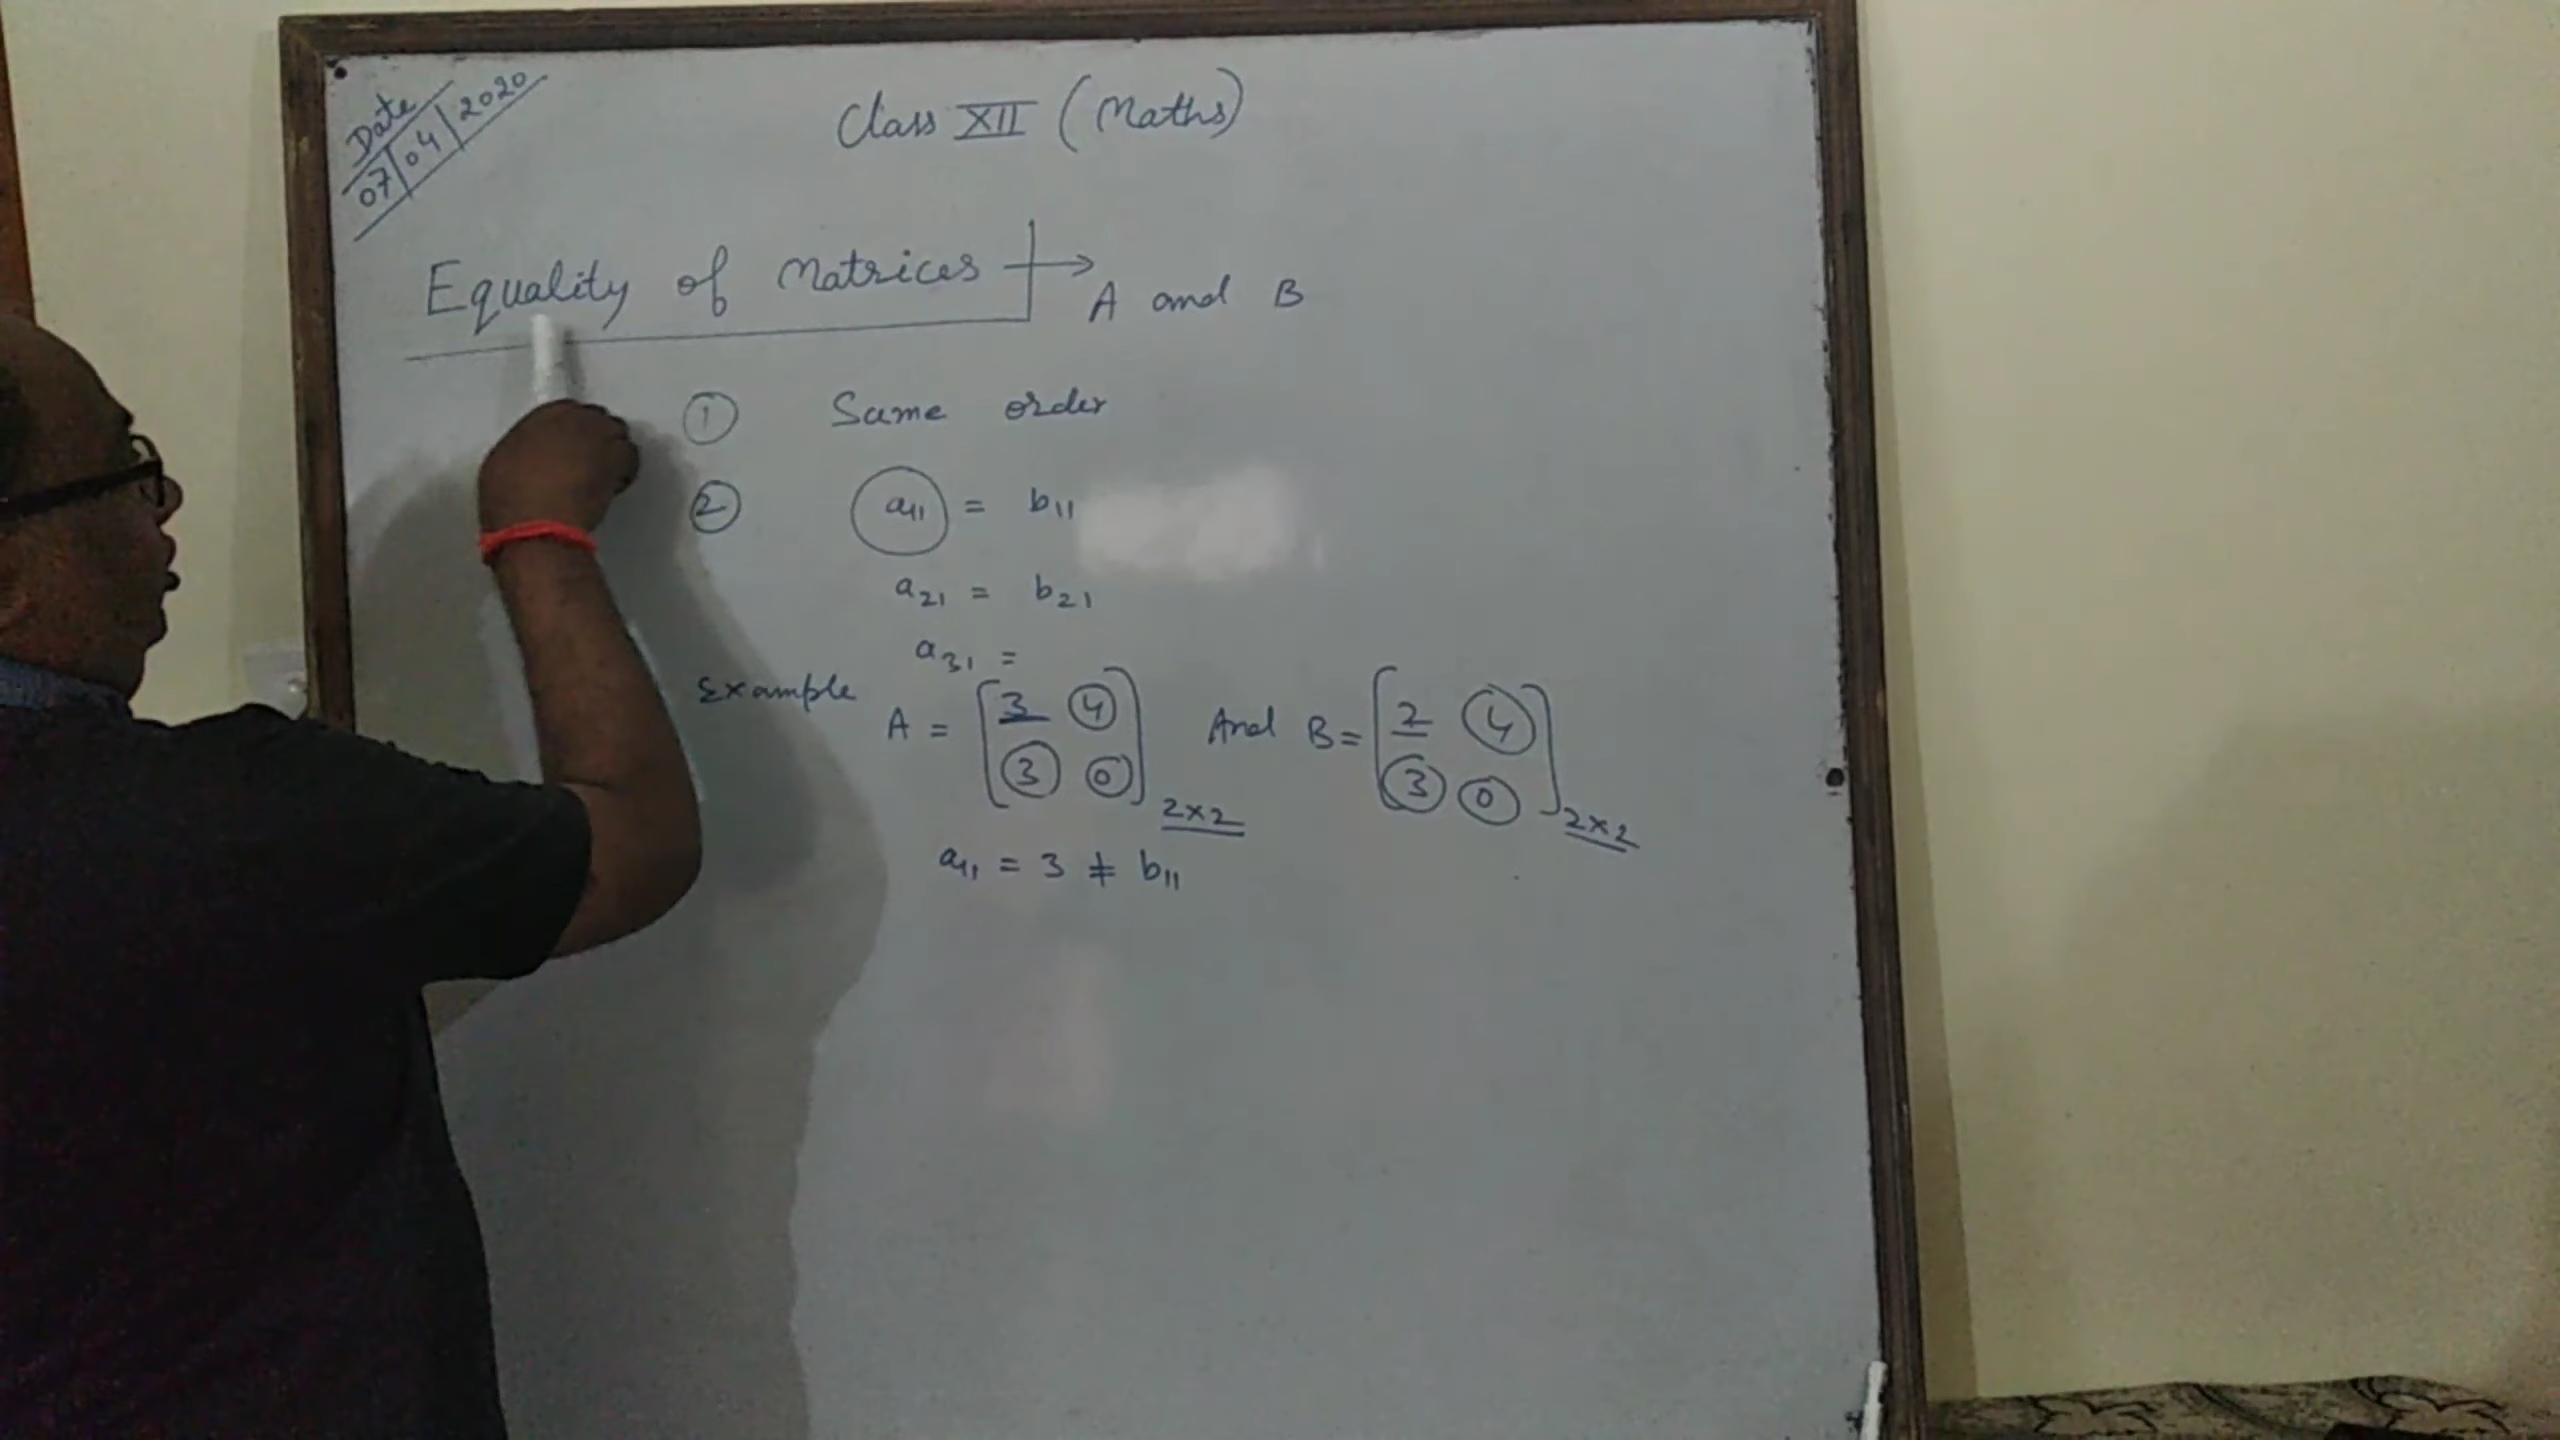 Date
07/04/2020
Class XII (Maths)
Equality of Matrices → A and B
① Same order
② a11 = b11
a21 = b21
a31 =
Example A = [3 4 And B = [2 4
3 0]2×2 3 0]2×2
a11 = 3 ≠ b11